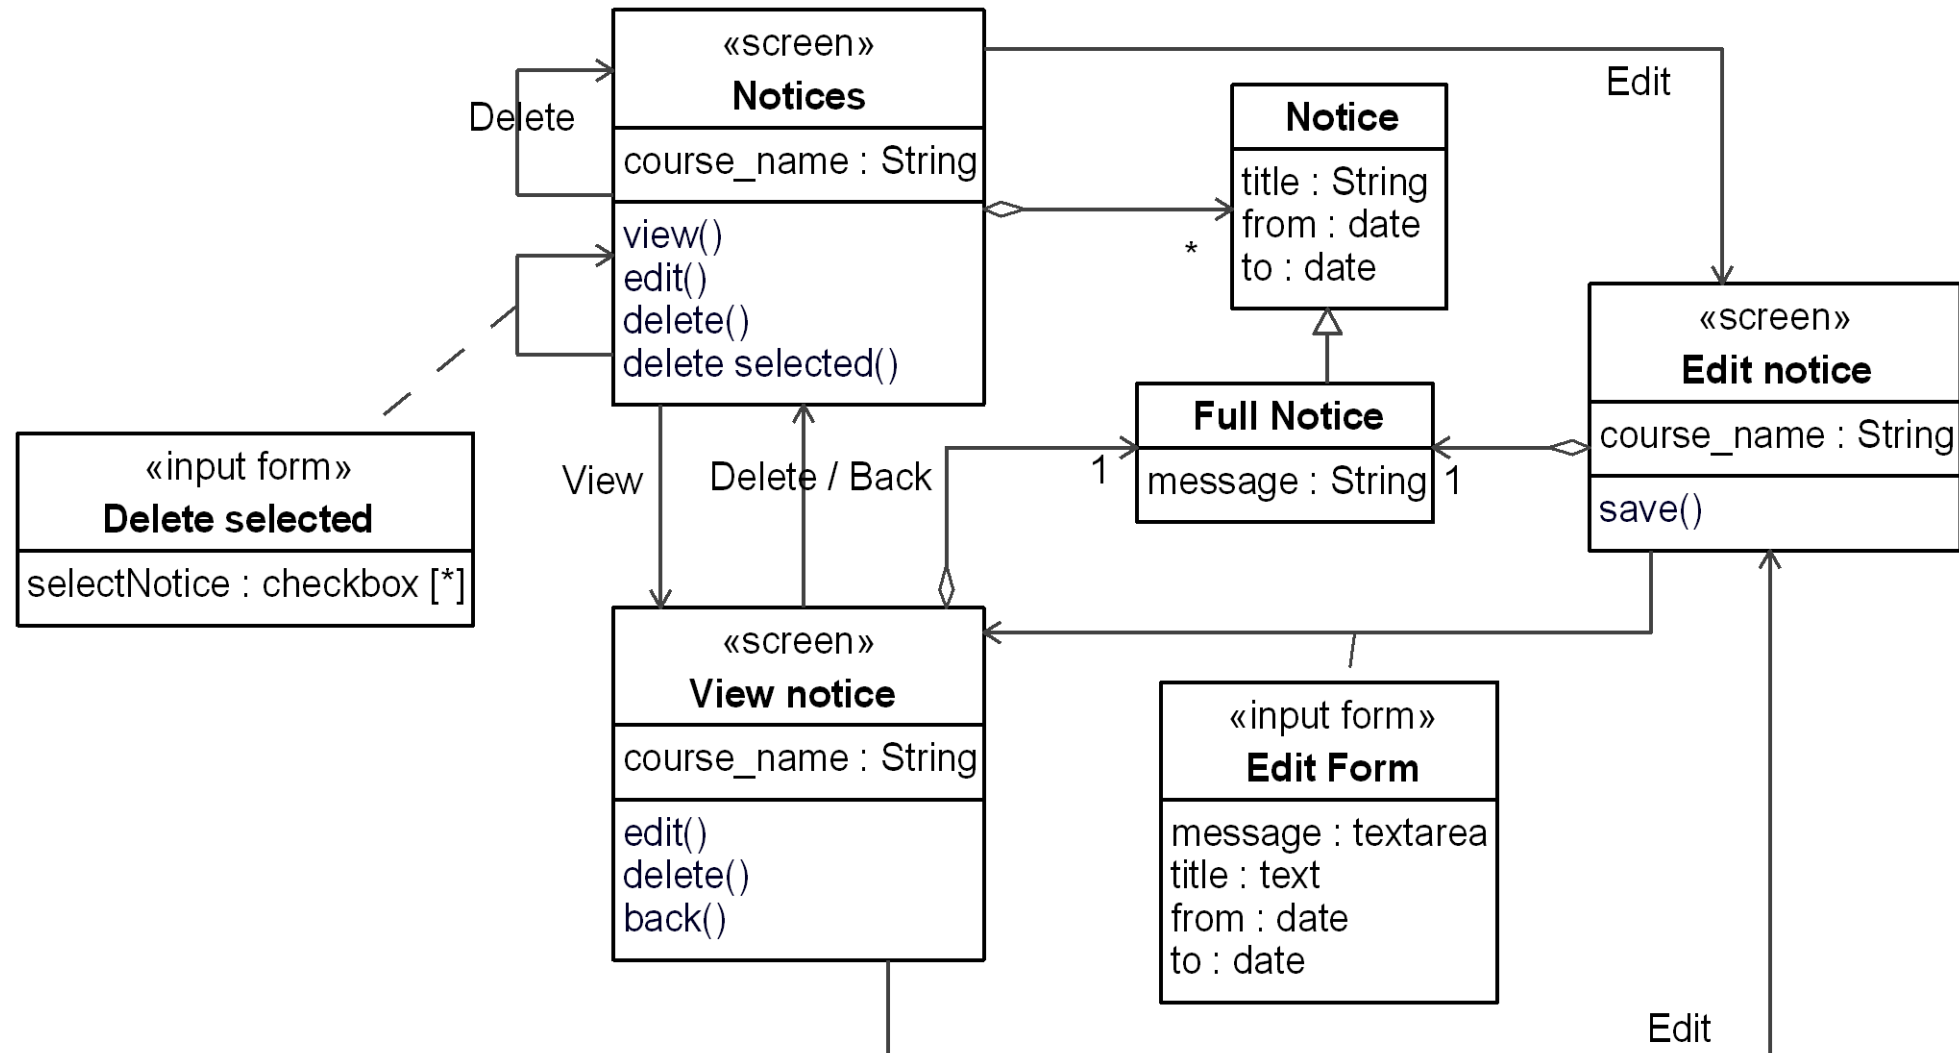 «screen»
Notices
course_name : String
view()
edit()
delete()
delete selected()
Delete
Edit
Notice
title : String
from : date
to : date
*
«screen»
Edit notice
course_name : String
save()
Full Notice
message : String
1
1
«input form»
Delete selected
selectNotice : checkbox [*]
View
Delete / Back
«screen»
View notice
course_name : String
edit()
delete()
back()
«input form»
Edit Form
message : textarea
title : text
from : date
to : date
Edit